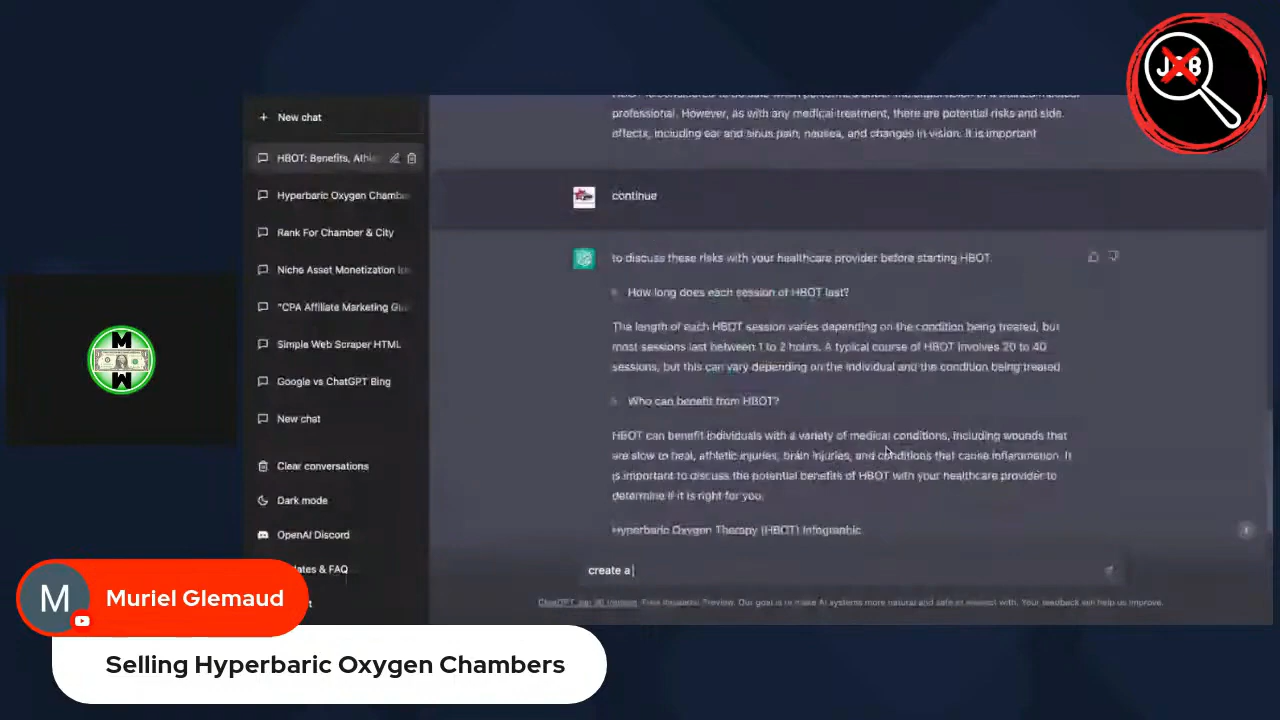 JOB
New chat
HBOT: Benefits, Athle
Hyperbaric Oxygen Chambe
Rank For Chamber & City
Niche Asset Monetization
"CPA Affiliate Marketing Gu
Simple Web Scraper HTML
Google vs ChatGPT Bing
New chat
Clear conversations
Dark mode
OpenAI Discord
dates & FAQ
professional. However, as with any medical treatment, there are potential risks and side
effects, including ear and sinus pain, nausea, and changes in vision. It is important
continue
to discuss these risks with your healthcare provider before starting HBOT.
How long does each session of HBOT last?
The length of each HBOT session varies depending on the condition being treated, but
most sessions last between 1 to 2 hours. A typical course of HBOT involves 20 to 40
sessions, but this can vary depending on the individual and the condition being treated
Who can benefit from HBOT?
HBOT can benefit individuals with a variety of medical conditions, including wounds that
are slow to heal, athletic injuries, brain injuries, and conditions that cause inflammation. It
is important to discuss the potential benefits of HBOT with your healthcare provider to
determine if it is right for you.
Hyperbaric Oxygen Therapy (HBOT) Infographic
create a
Free Research Preview. Our goal is to make AI systems more natural and safe to interact with. Your feedback will help us improve.
M
M
M
Muriel Glemaud
Selling Hyperbaric Oxygen Chambers